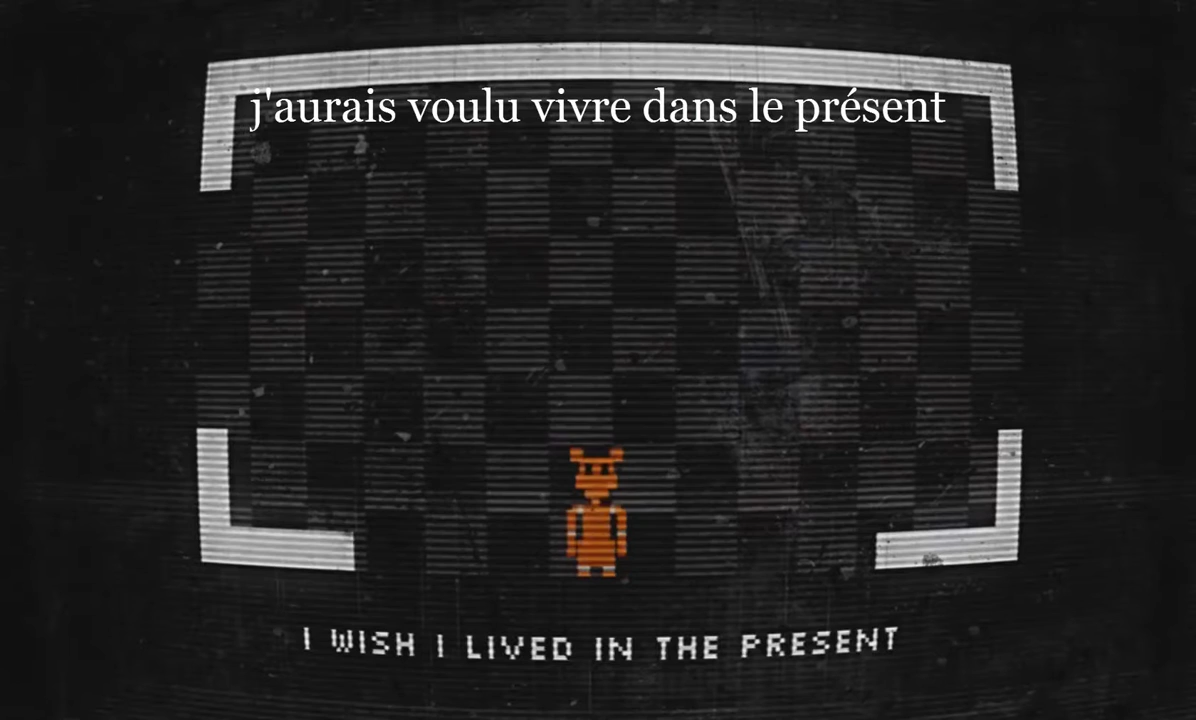 j'aurais voulu vivre dans le présent
I WISH I LIVED IN THE PRESENT